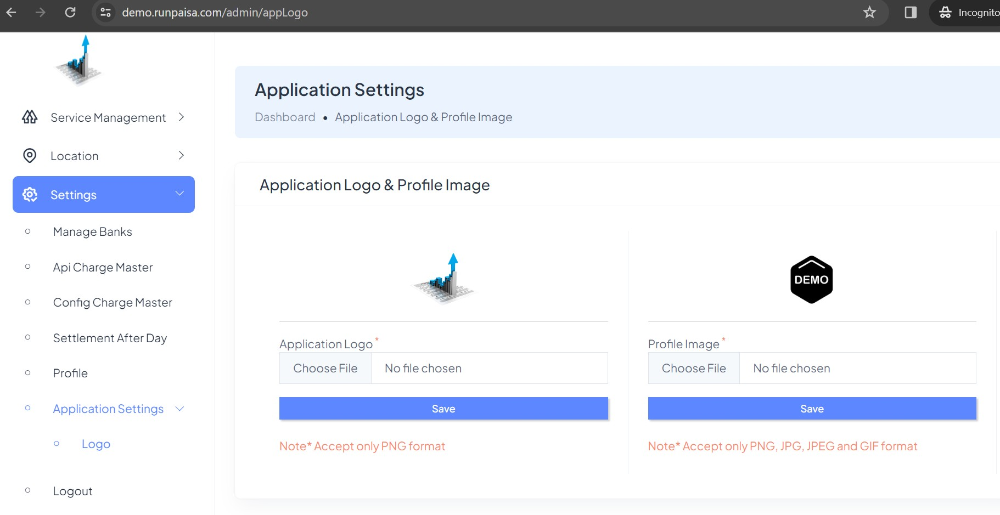 demo.runpaisa.com/admin/appLogo
Incognito
Service Management
Location
Settings
Manage Banks
Api Charge Master
Config Charge Master
Settlement After Day
Profile
Application Settings
Logo
Logout
Application Settings
Dashboard • Application Logo & Profile Image
Application Logo & Profile Image
Application Logo *
Choose File No file chosen
Save
Note* Accept only PNG format
DEMO
Profile Image *
Choose File No file chosen
Save
Note* Accept only PNG, JPG, JPEG and GIF format